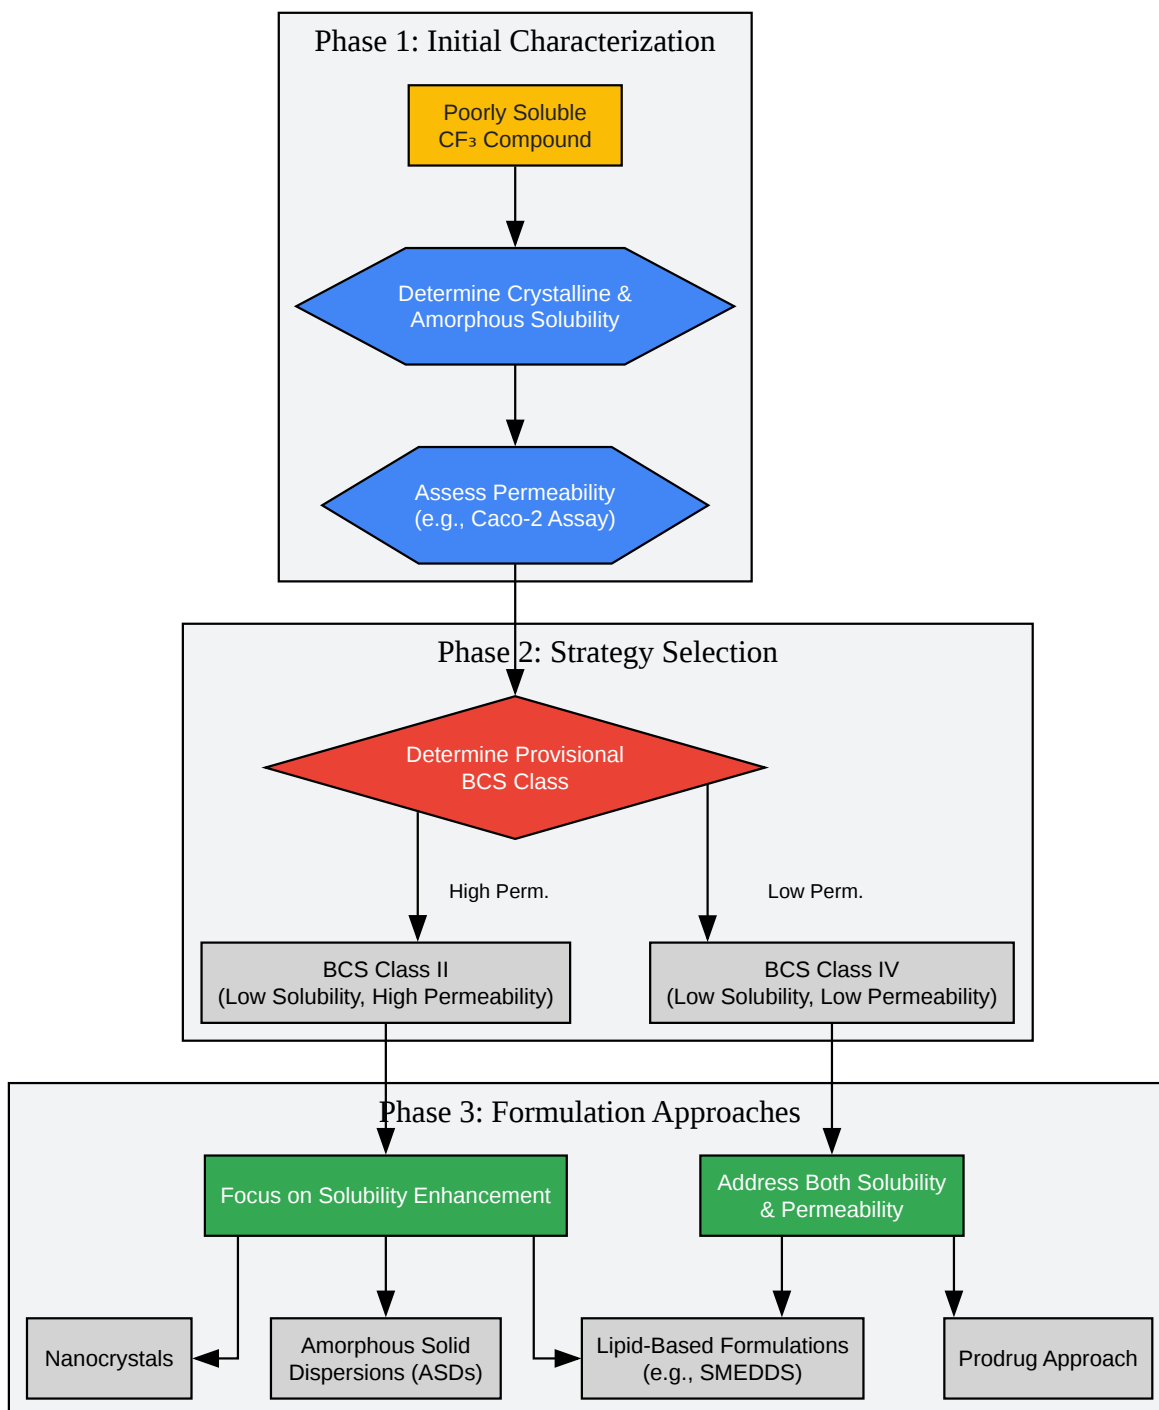 Phase 1: Initial Characterization
Poorly Soluble
CF₃ Compound
Determine Crystalline &
Amorphous Solubility
Assess Permeability
(e.g., Caco-2 Assay)
Phase 2: Strategy Selection
Determine Provisional
BCS Class
High Perm.
Low Perm.
BCS Class II
(Low Solubility, High Permeability)
BCS Class IV
(Low Solubility, Low Permeability)
Phase 3: Formulation Approaches
Focus on Solubility Enhancement
Address Both Solubility
& Permeability
Nanocrystals
Amorphous Solid
Dispersions (ASDs)
Lipid-Based Formulations
(e.g., SMEDDS)
Prodrug Approach